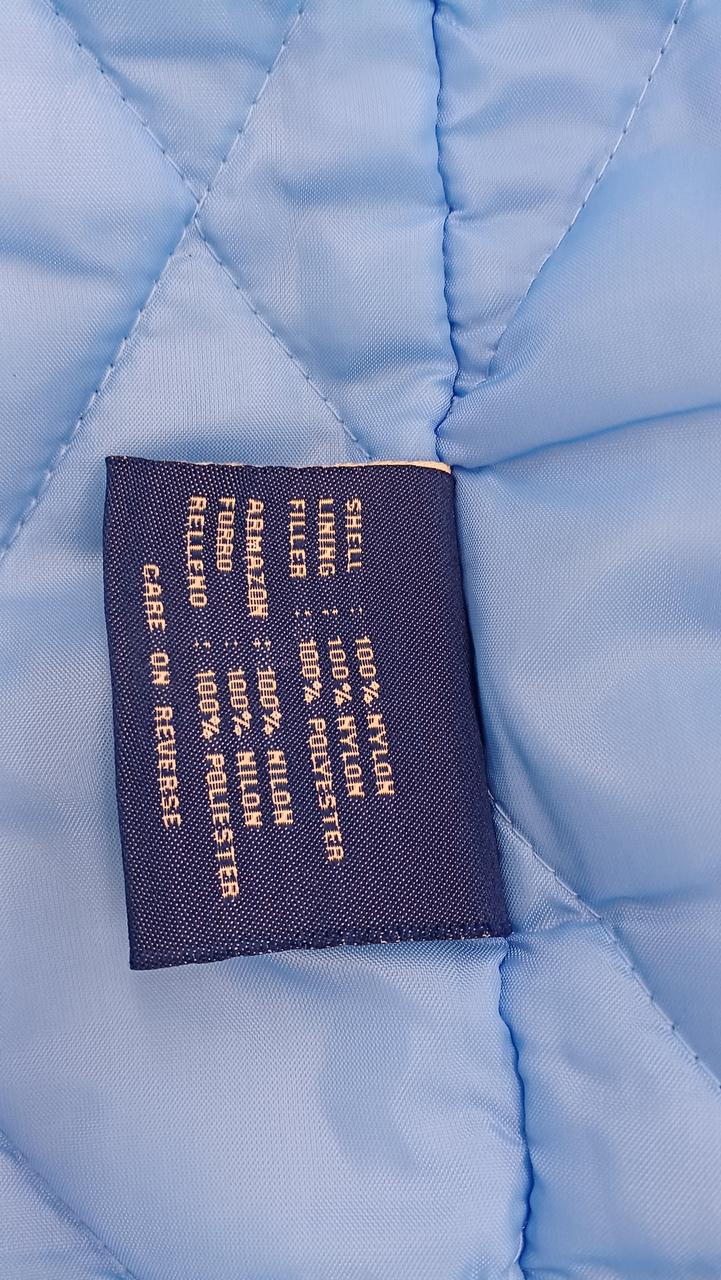 SHELL : 100% NYLON
LINING : 100% NYLON
FILLER : 100% POLYESTER
ARMAZON : 100% NILON
FORRO : 100% NILON
RELLENO : 100% POLIESTER
CARE ON REVERSE